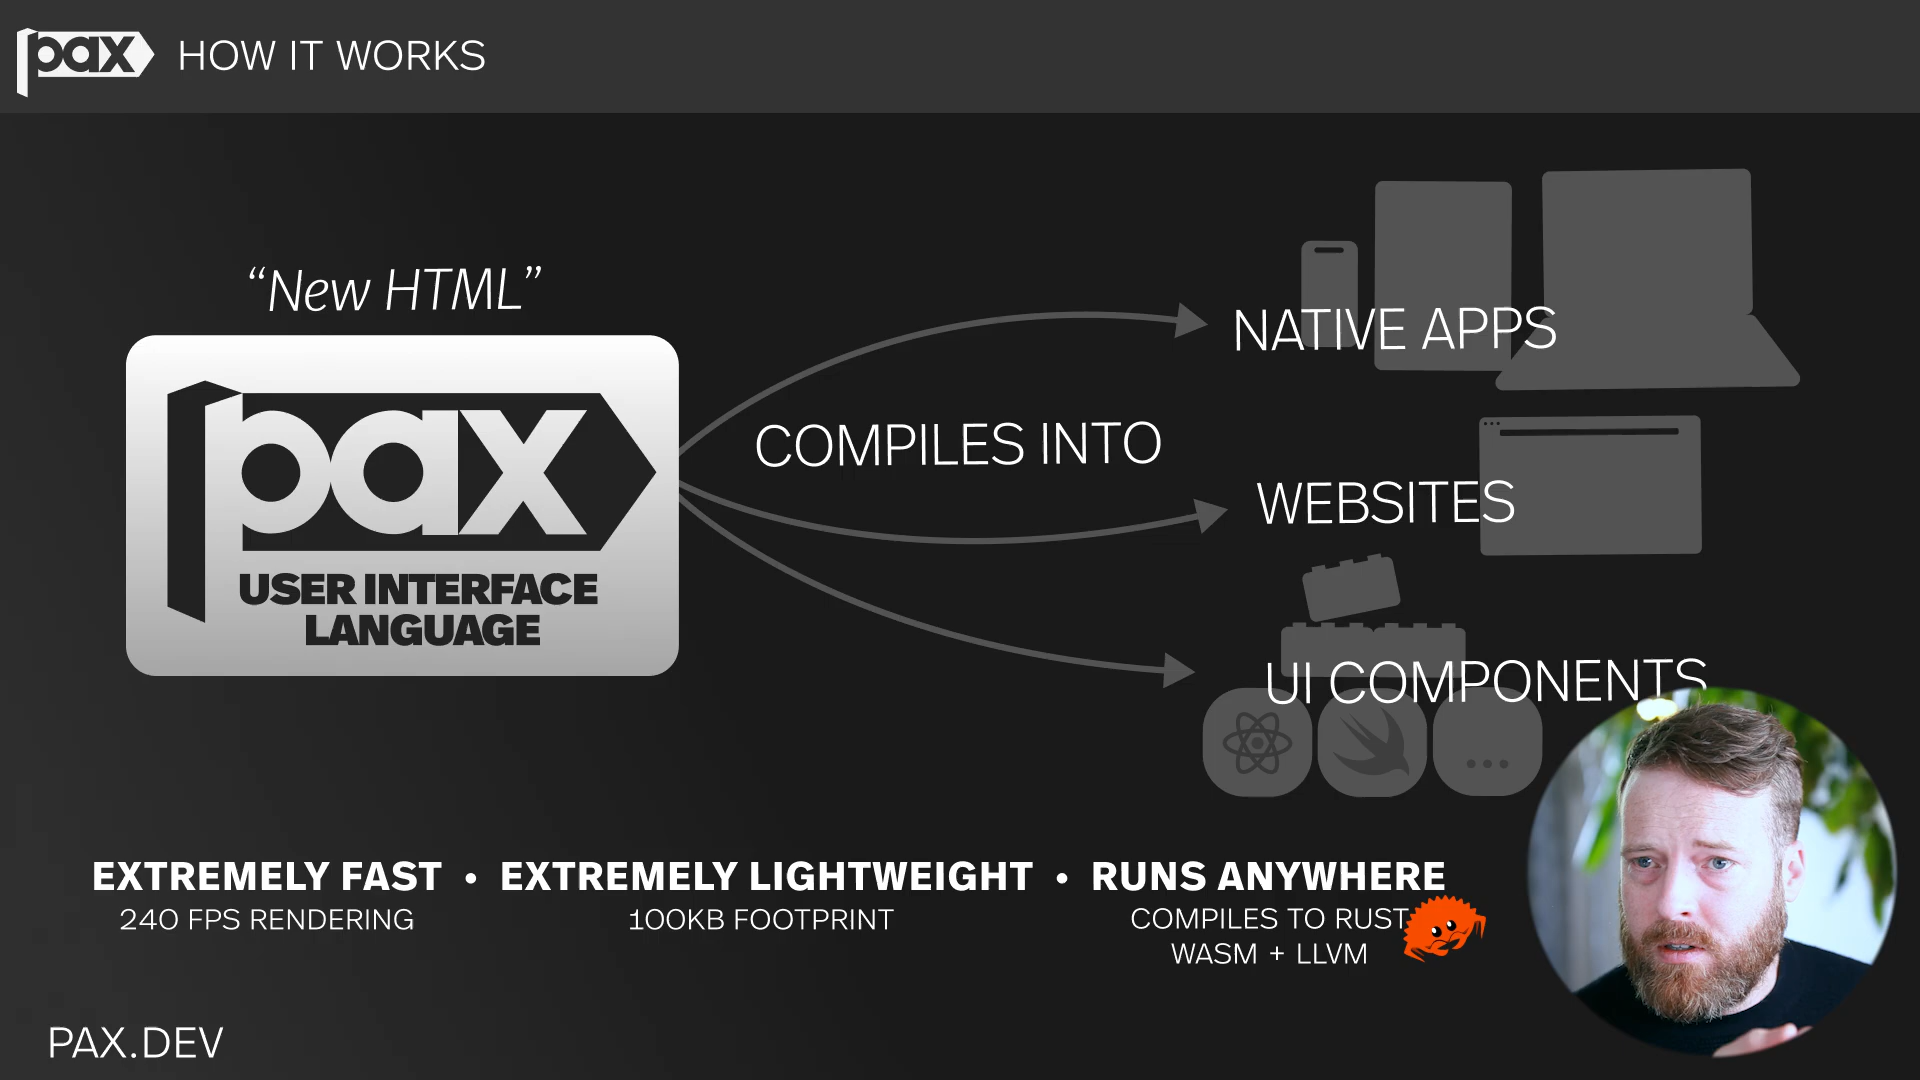 pax HOW IT WORKS
“New HTML”
pax
USER INTERFACE
LANGUAGE
COMPILES INTO
NATIVE APPS
WEBSITES
UI COMPONENTS
EXTREMELY FAST • EXTREMELY LIGHTWEIGHT • RUNS ANYWHERE
240 FPS RENDERING
100KB FOOTPRINT
COMPILES TO RUST
WASM + LLVM
PAX.DEV